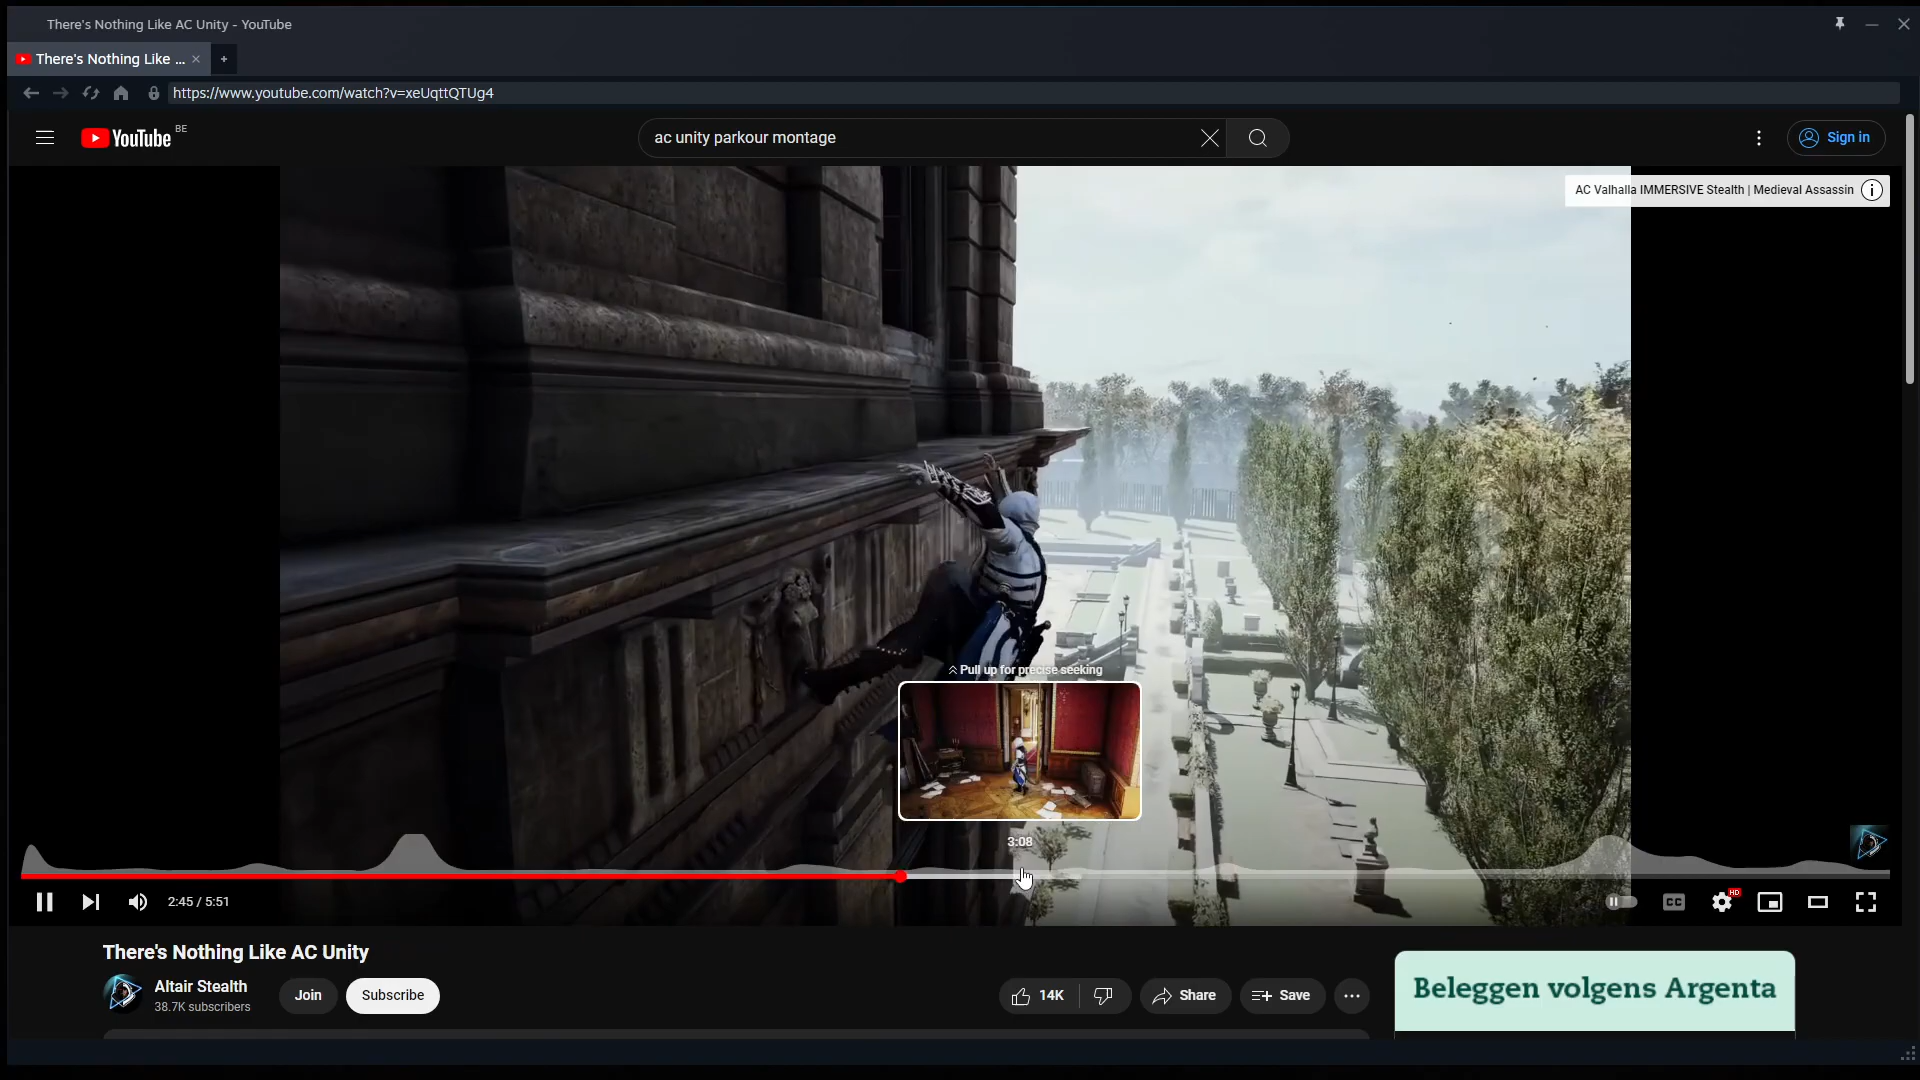 There's Nothing Like AC Unity - YouTube
There's Nothing Like ...
https://www.youtube.com/watch?v=xeUqttQTUg4
YouTube BE
ac unity parkour montage
Sign in
AC Valhalla IMMERSIVE Stealth | Medieval Assassin
Pull up for precise seeking
3:08
2:45 / 5:51
CC
HD
There's Nothing Like AC Unity
Altair Stealth
38.7K subscribers
Join
Subscribe
14K
Share
Save
Beleggen volgens Argenta